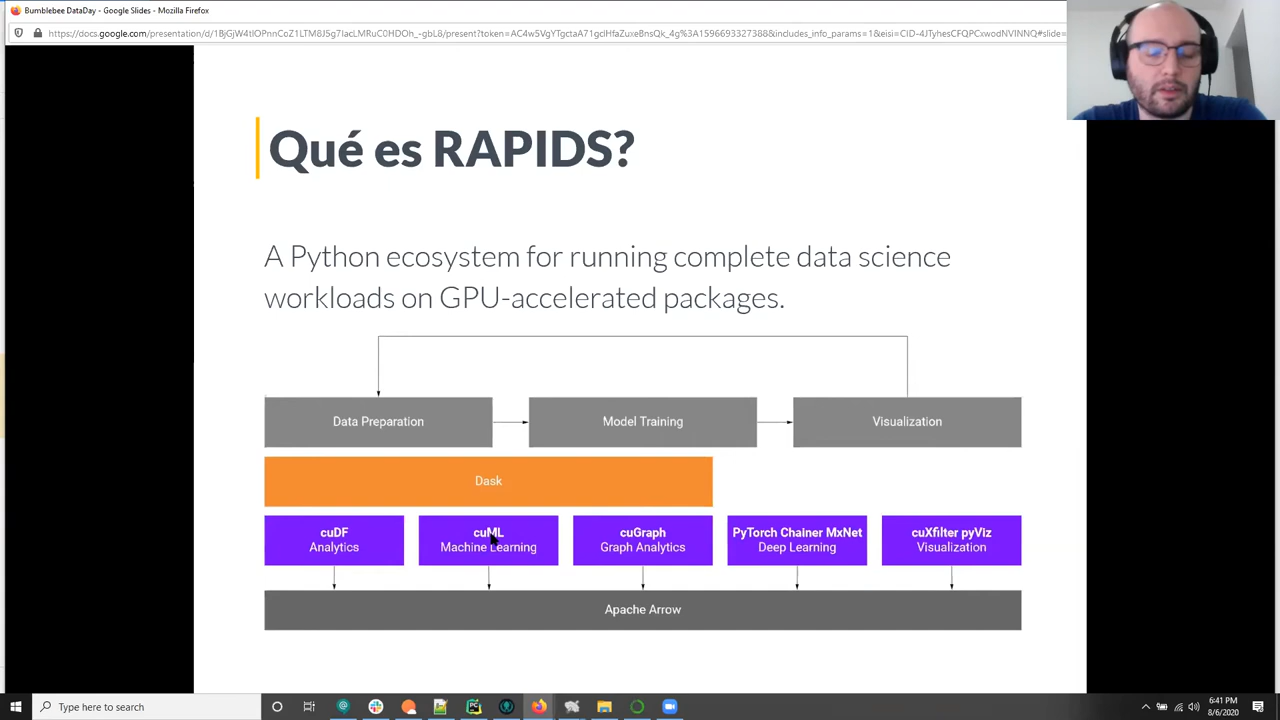 Bumblebee DataDay - Google Slides - Mozilla Firefox
Qué es RAPIDS?
A Python ecosystem for running complete data science
workloads on GPU-accelerated packages.
Data Preparation
Model Training
Visualization
Dask
cuDF
Analytics
cuML
Machine Learning
cuGraph
Graph Analytics
PyTorch Chainer MxNet
Deep Learning
cuXfilter pyViz
Visualization
Apache Arrow
Type here to search
6:41 PM
8/6/2020